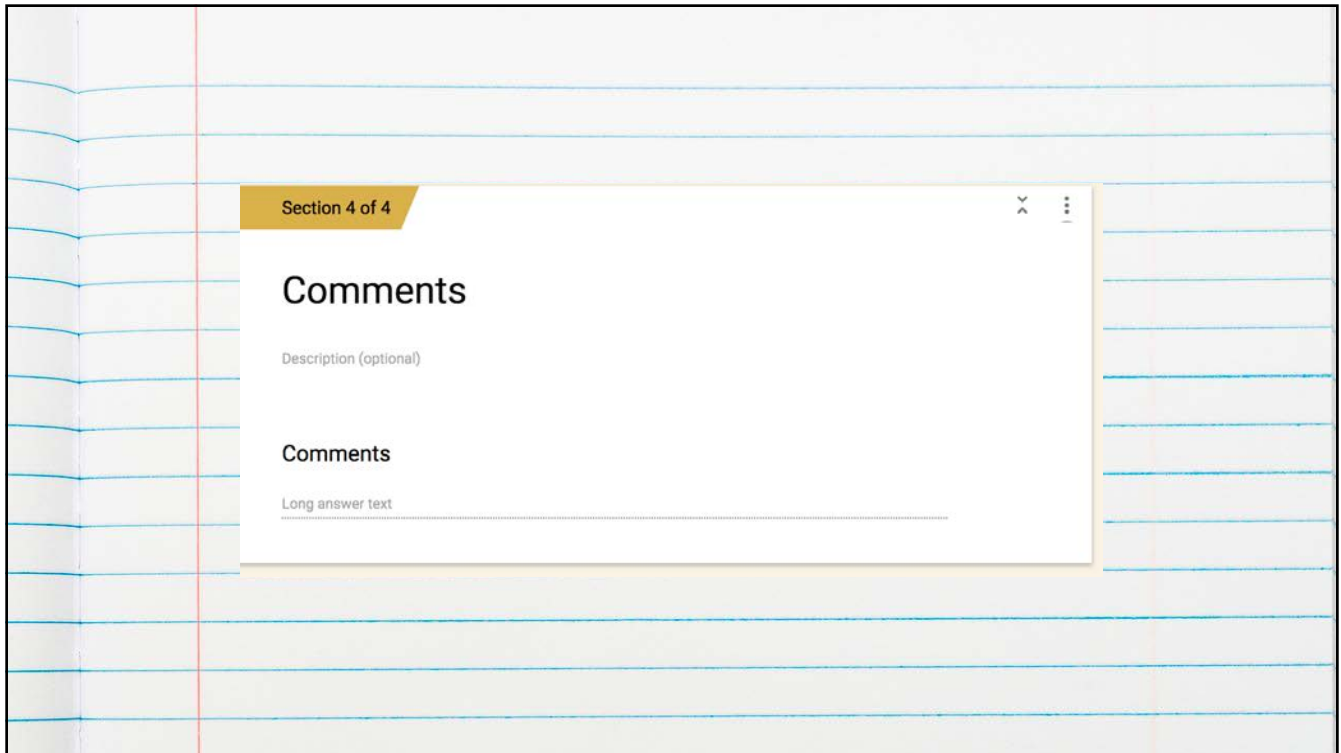 Section 4 of 4
Comments
Description (optional)
Comments
Long answer text